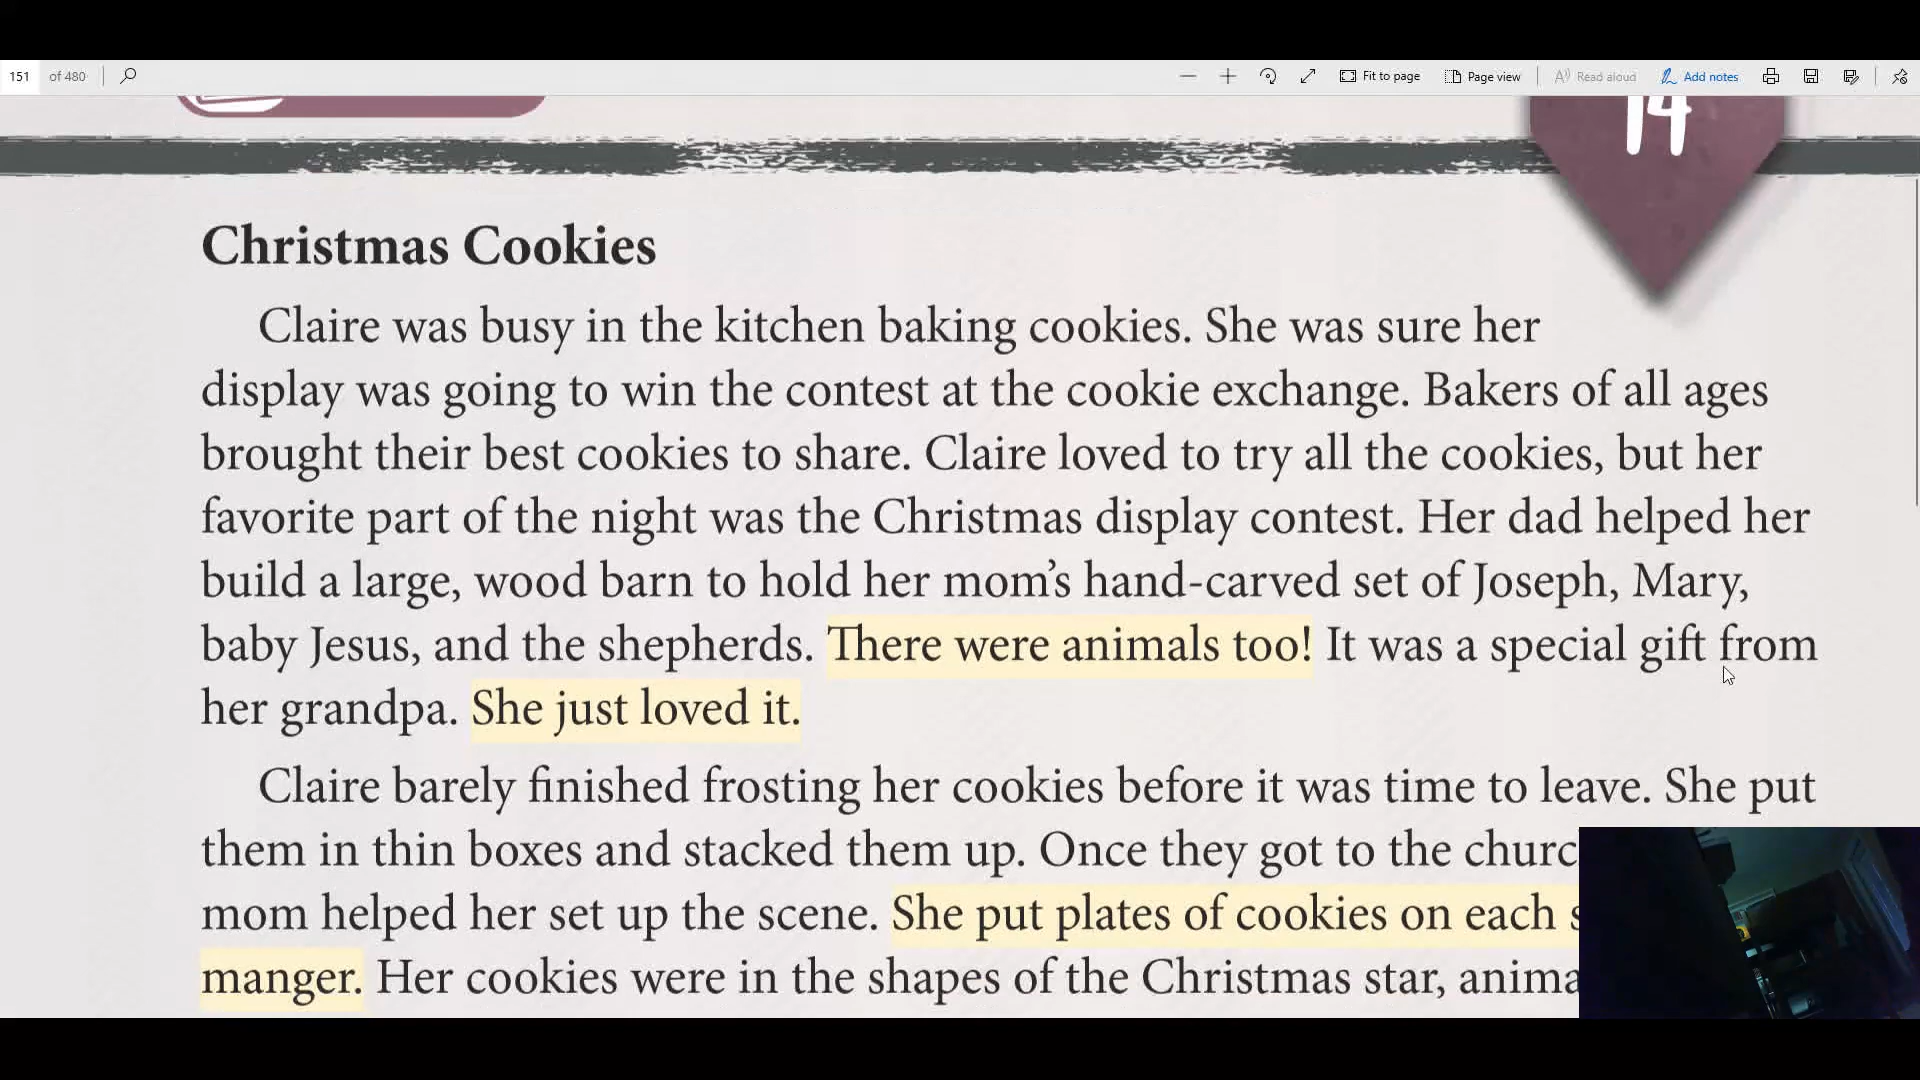 151 of 480 Fit to page Page view Read aloud Add notes
14
Christmas Cookies
Claire was busy in the kitchen baking cookies. She was sure her
display was going to win the contest at the cookie exchange. Bakers of all ages
brought their best cookies to share. Claire loved to try all the cookies, but her
favorite part of the night was the Christmas display contest. Her dad helped her
build a large, wood barn to hold her mom’s hand-carved set of Joseph, Mary,
baby Jesus, and the shepherds. There were animals too! It was a special gift from
her grandpa. She just loved it.
Claire barely finished frosting her cookies before it was time to leave. She put
them in thin boxes and stacked them up. Once they got to the
mom helped her set up the scene. She put plates of cookies on each
manger. Her cookies were in the shapes of the Christmas star,